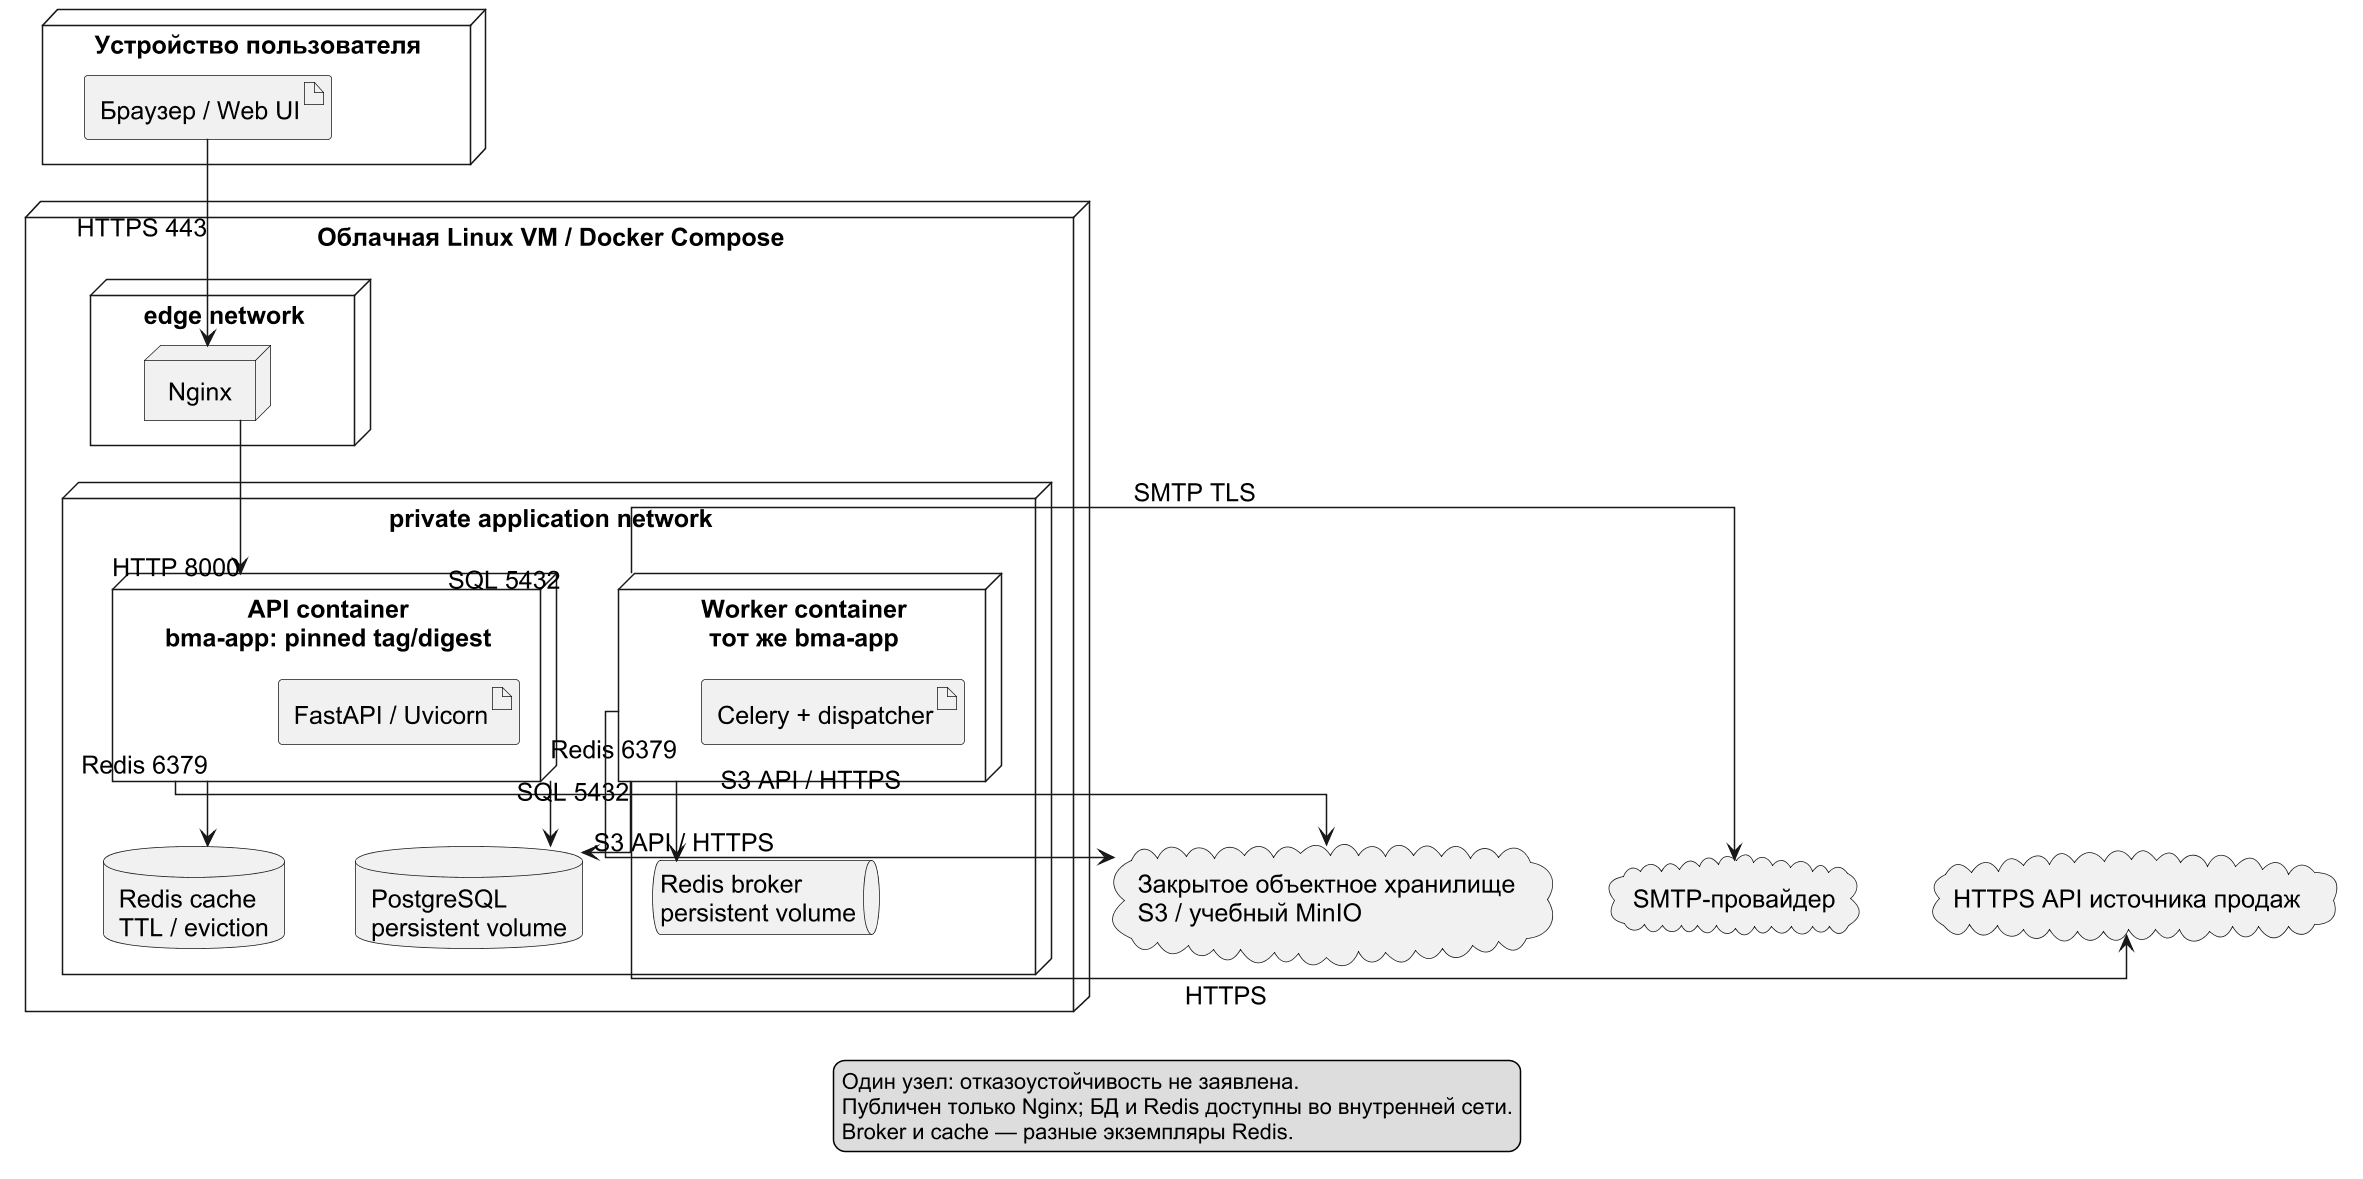 Устройство пользователя
Браузер / Web UI
HTTPS 443
Облачная Linux VM / Docker Compose
edge network
Nginx
SMTP TLS
private application network
HTTP 8000
SQL 5432
API container
bma-app: pinned tag/digest
Worker container
тот же bma-app
FastAPI / Uvicorn
Celery + dispatcher
Redis 6379
Redis 6379
S3 API / HTTPS
SQL 5432
S3 API / HTTPS
Redis cache
TTL / eviction
PostgreSQL
persistent volume
Redis broker
persistent volume
Закрытое объектное хранилище
S3 / учебный MinIO
SMTP-провайдер
HTTPS API источника продаж
HTTPS
Один узел: отказоустойчивость не заявлена.
Публичен только Nginx; БД и Redis доступны во внутренней сети.
Broker и cache — разные экземпляры Redis.